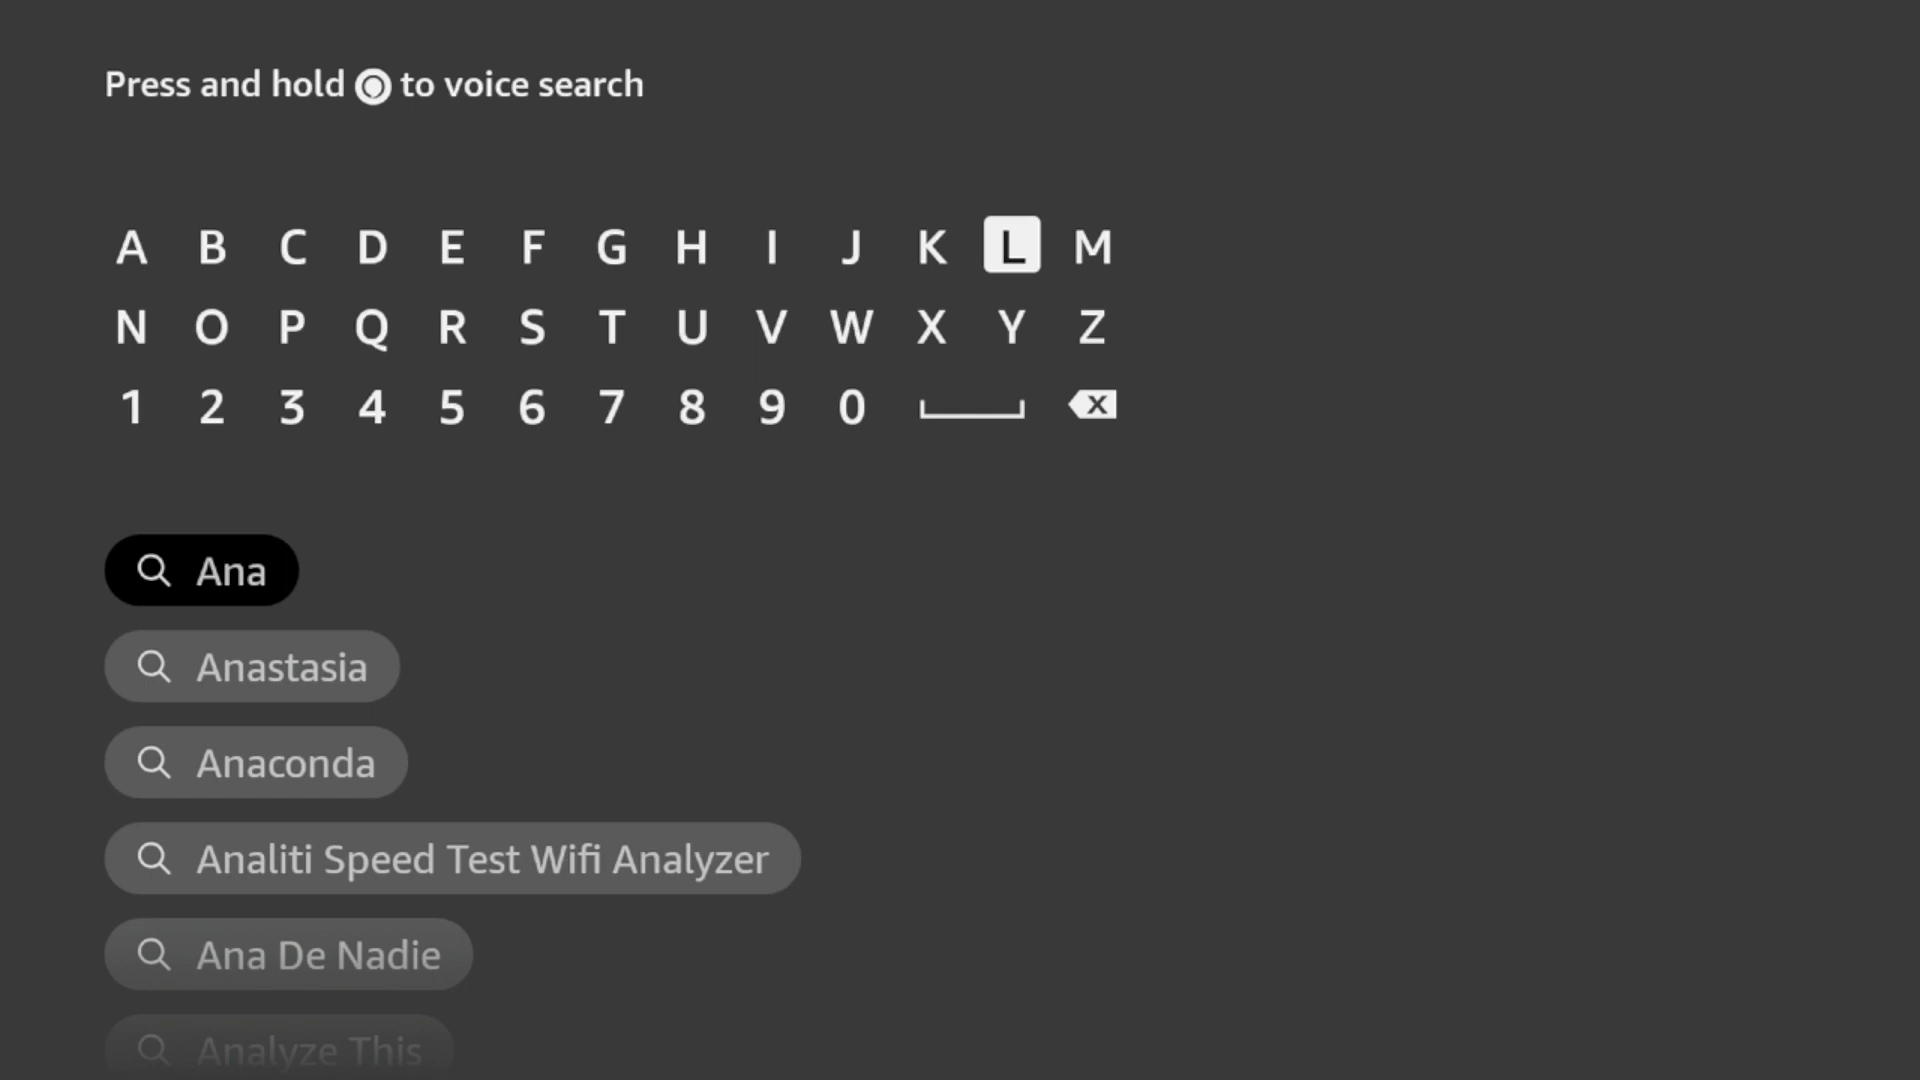 Press and hold to voice search
A B C D E F G H I J K L M
N O P Q R S T U V W X Y Z
1 2 3 4 5 6 7 8 9 0
Ana
Anastasia
Anaconda
Analiti Speed Test Wifi Analyzer
Ana De Nadie
Analyze This